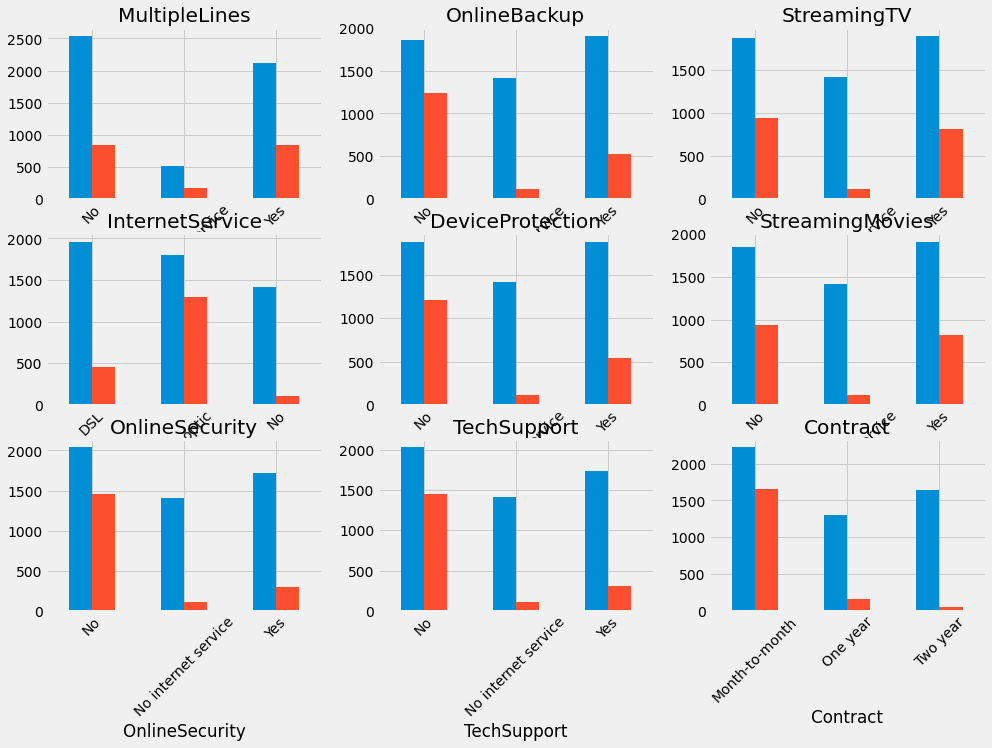 MultipleLines
2500
2000
1500
1000
500
0
No
Yes
OnlineBackup
2000
1500
1000
500
0
No
Yes
StreamingTV
1500
1000
500
0
No
Yes
InternetService
2000
1500
1000
500
0
DSL
No
DeviceProtection
1500
1000
500
0
No
Yes
StreamingMovies
2000
1500
1000
500
0
No
Yes
OnlineSecurity
2000
1500
1000
500
0
No
No internet service
Yes
OnlineSecurity
TechSupport
2000
1500
1000
500
0
No
No internet service
Yes
TechSupport
Contract
2000
1500
1000
500
0
Month-to-month
One year
Two year
Contract